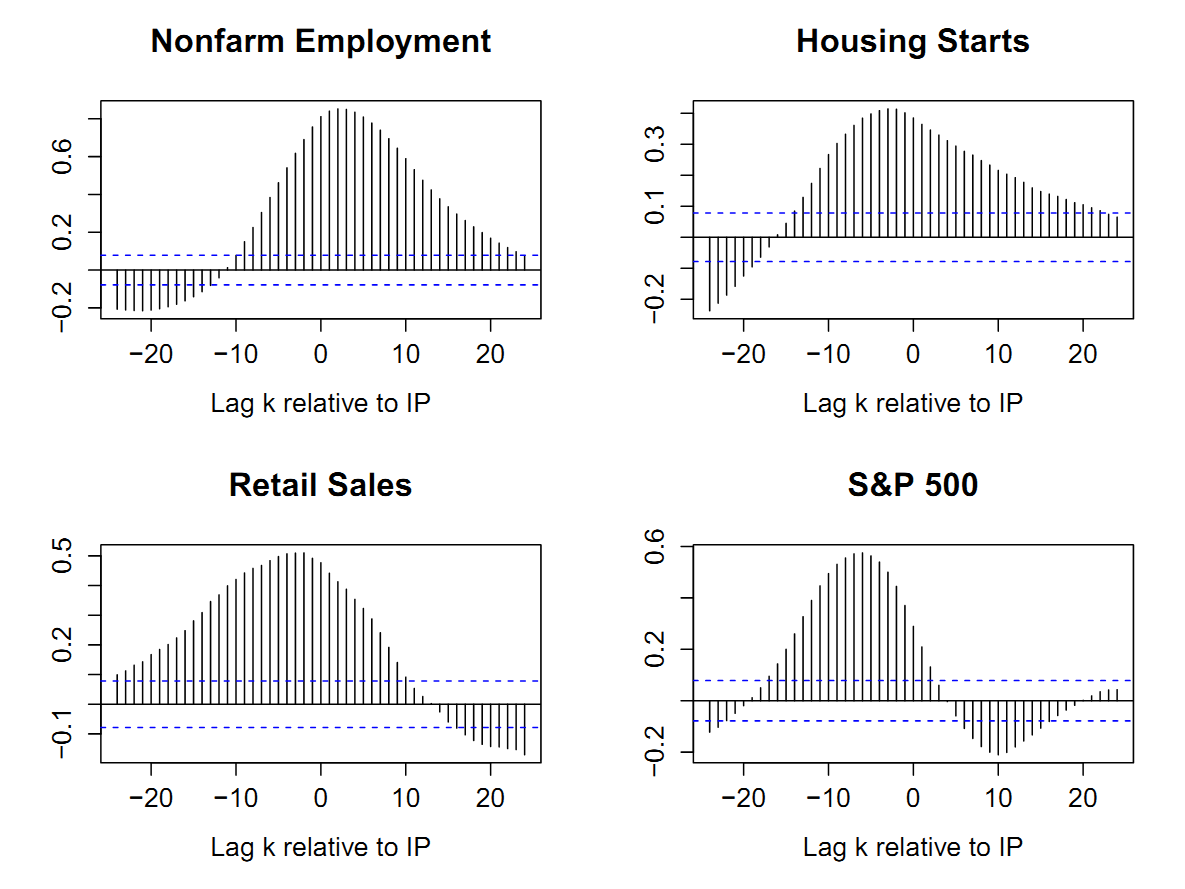 Nonfarm Employment
−0.2 0.2 0.6
−20 −10 0 10 20
Lag k relative to IP
Housing Starts
−0.2 0.1 0.3
−20 −10 0 10 20
Lag k relative to IP
Retail Sales
−0.1 0.2 0.5
−20 −10 0 10 20
Lag k relative to IP
S&P 500
−0.2 0.2 0.6
−20 −10 0 10 20
Lag k relative to IP